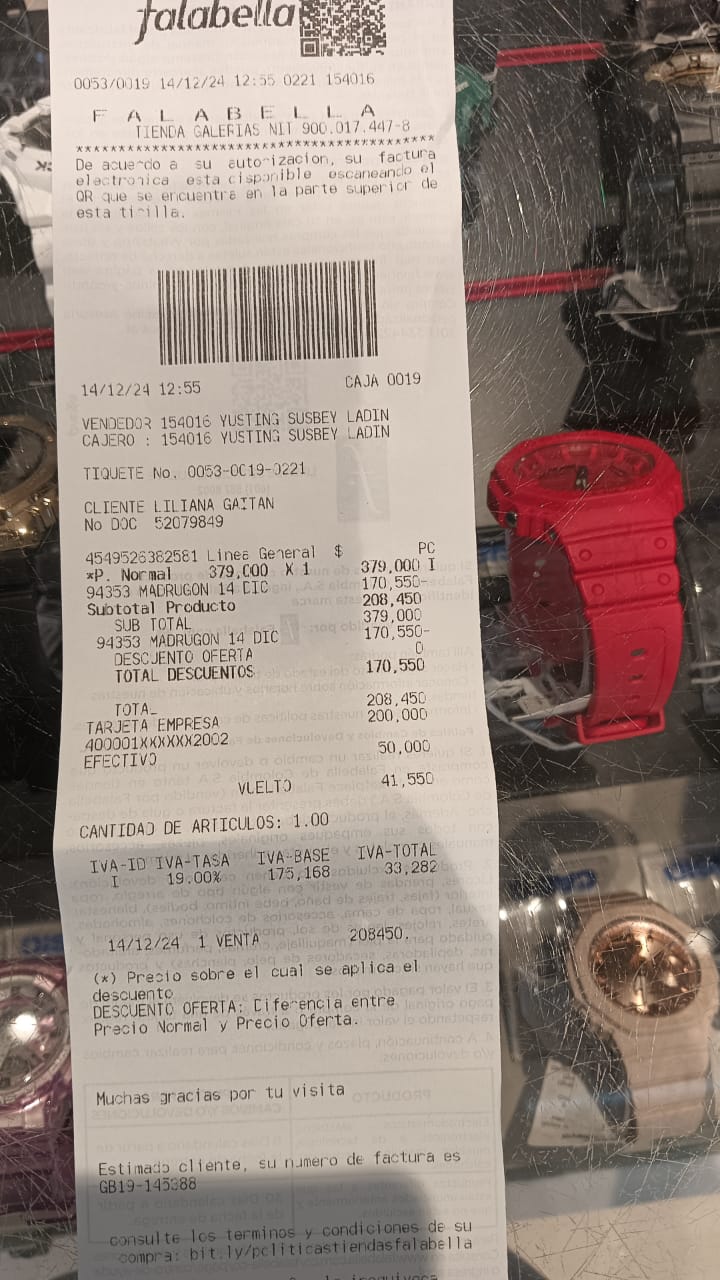 falabella
0053/0019 14/12/24 12:55 0221 154016
F A L A B E L L A
TIENDA GALERIAS NIT 900.017.447-8
****************************************
De acuerdo a su autorizacion, su factura
electronica esta disponible escaneando el
QR que se encuentra en la parte superior de
esta tirilla.
14/12/24 12:55 CAJA 0019
VENDEDOR 154016 YUSTING SUSBEY LADIN
CAJERO : 154016 YUSTING SUSBEY LADIN
TIQUETE No. 0053-0019-0221
CLIENTE LILIANA GAITAN
No DOC 52079849
4549526382581 Linea General $ PC
*P. Normal 379,000 X 1 379,000 I
94353 MADRUGON 14 DIC 170,550-
Subtotal Producto 208,450
SUB TOTAL 379,000
94353 MADRUGON 14 DIC 170,550-
DESCUENTO OFERTA 0
TOTAL DESCUENTOS 170,550
TOTAL 208,450
TARJETA EMPRESA 200,000
400001XXXXXX2002
EFECTIVO 50,000
VUELTO 41,550
CANTIDAD DE ARTICULOS: 1.00
IVA-ID IVA-TASA IVA-BASE IVA-TOTAL
I 19.00% 175,168 33,282
14/12/24 1 VENTA 208450.
(*) Precio sobre el cual se aplica el
descuento
DESCUENTO OFERTA: Diferencia entre
Precio Normal y Precio Oferta.
Muchas gracias por tu visita
Estimado cliente, su numero de factura es
GB19-145388
consulte los terminos y condiciones de su
compra: bit.ly/politicastiendasfalabella